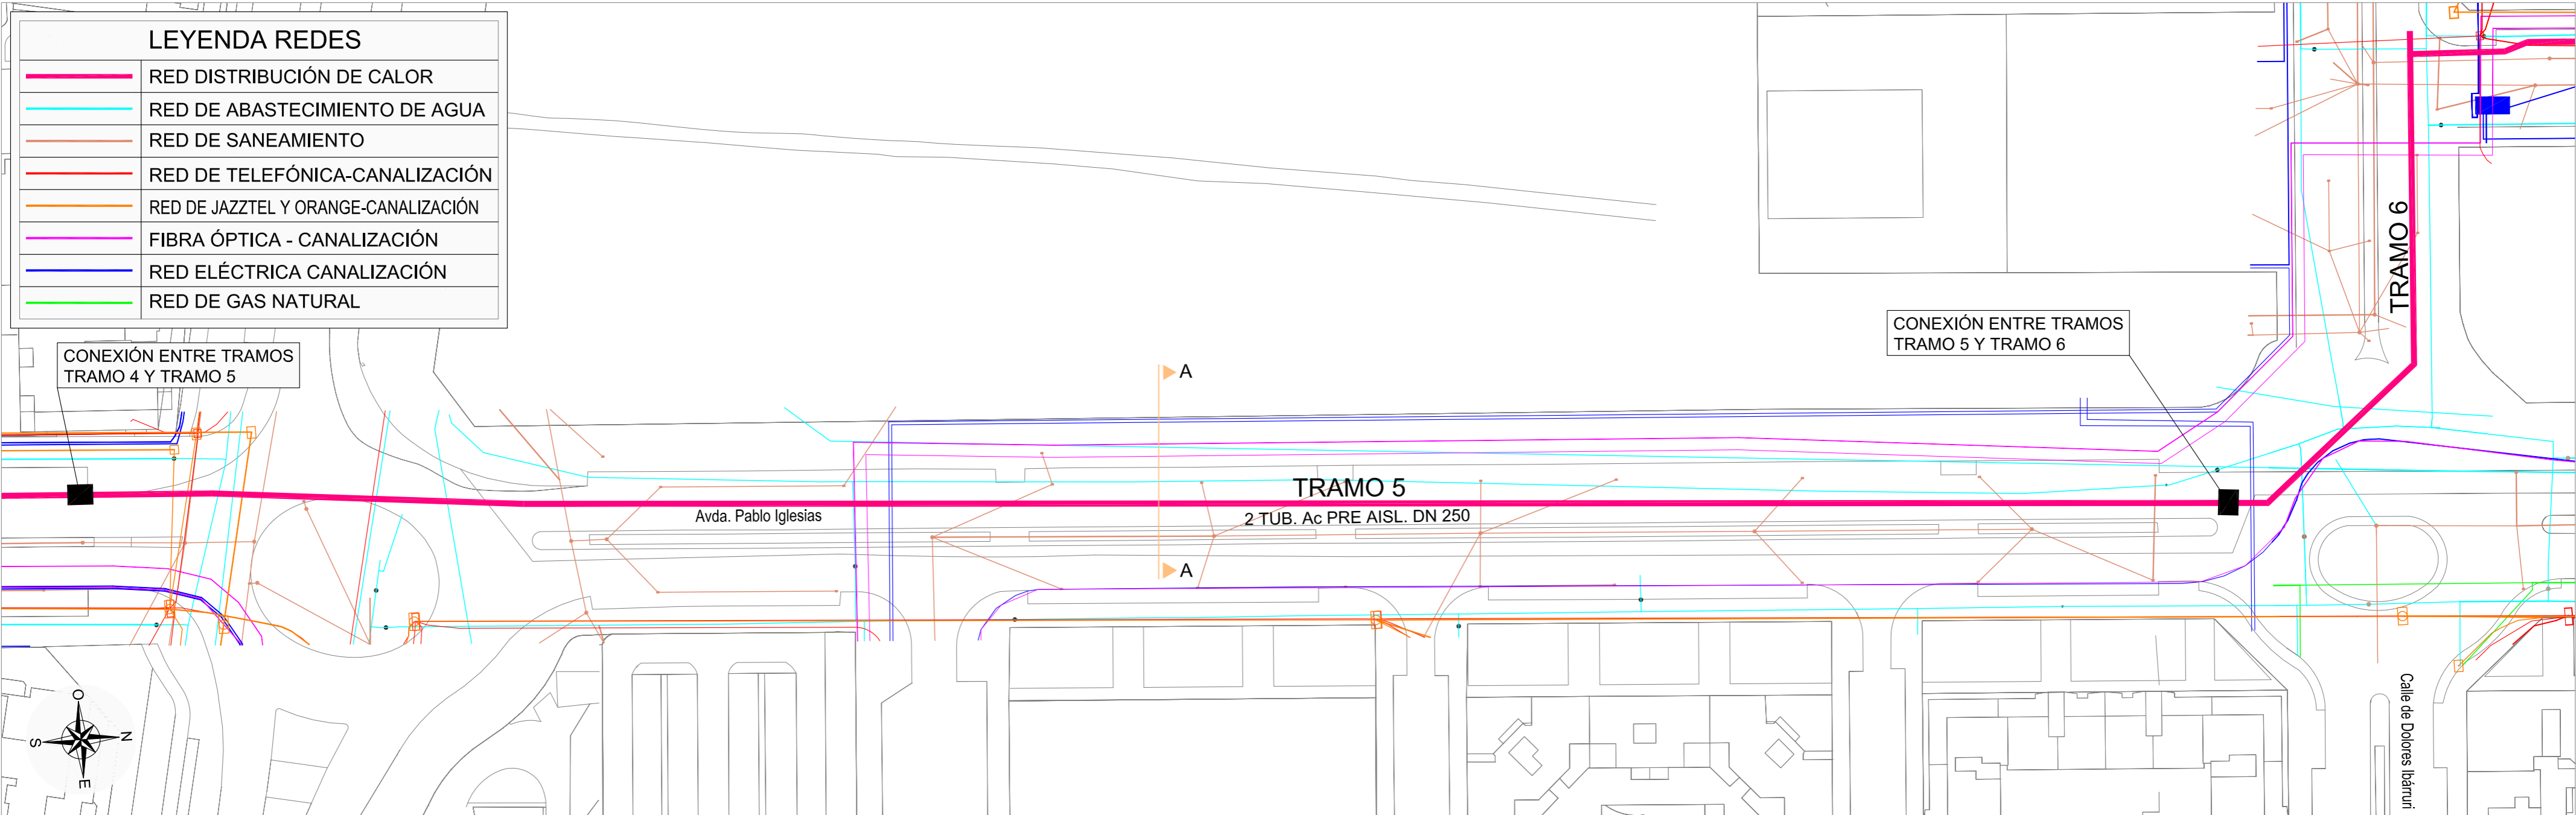 LEYENDA REDES
RED DISTRIBUCIÓN DE CALOR
RED DE ABASTECIMIENTO DE AGUA
RED DE SANEAMIENTO
RED DE TELEFÓNICA-CANALIZACIÓN
RED DE JAZZTEL Y ORANGE-CANALIZACIÓN
FIBRA ÓPTICA - CANALIZACIÓN
RED ELÉCTRICA CANALIZACIÓN
RED DE GAS NATURAL
CONEXIÓN ENTRE TRAMOS
TRAMO 4 Y TRAMO 5
CONEXIÓN ENTRE TRAMOS
TRAMO 5 Y TRAMO 6
TRAMO 6
A
TRAMO 5
Avda. Pablo Iglesias
2 TUB. Ac PRE AISL. DN 250
A
Calle de Dolores Ibárruri
O
S
N
E